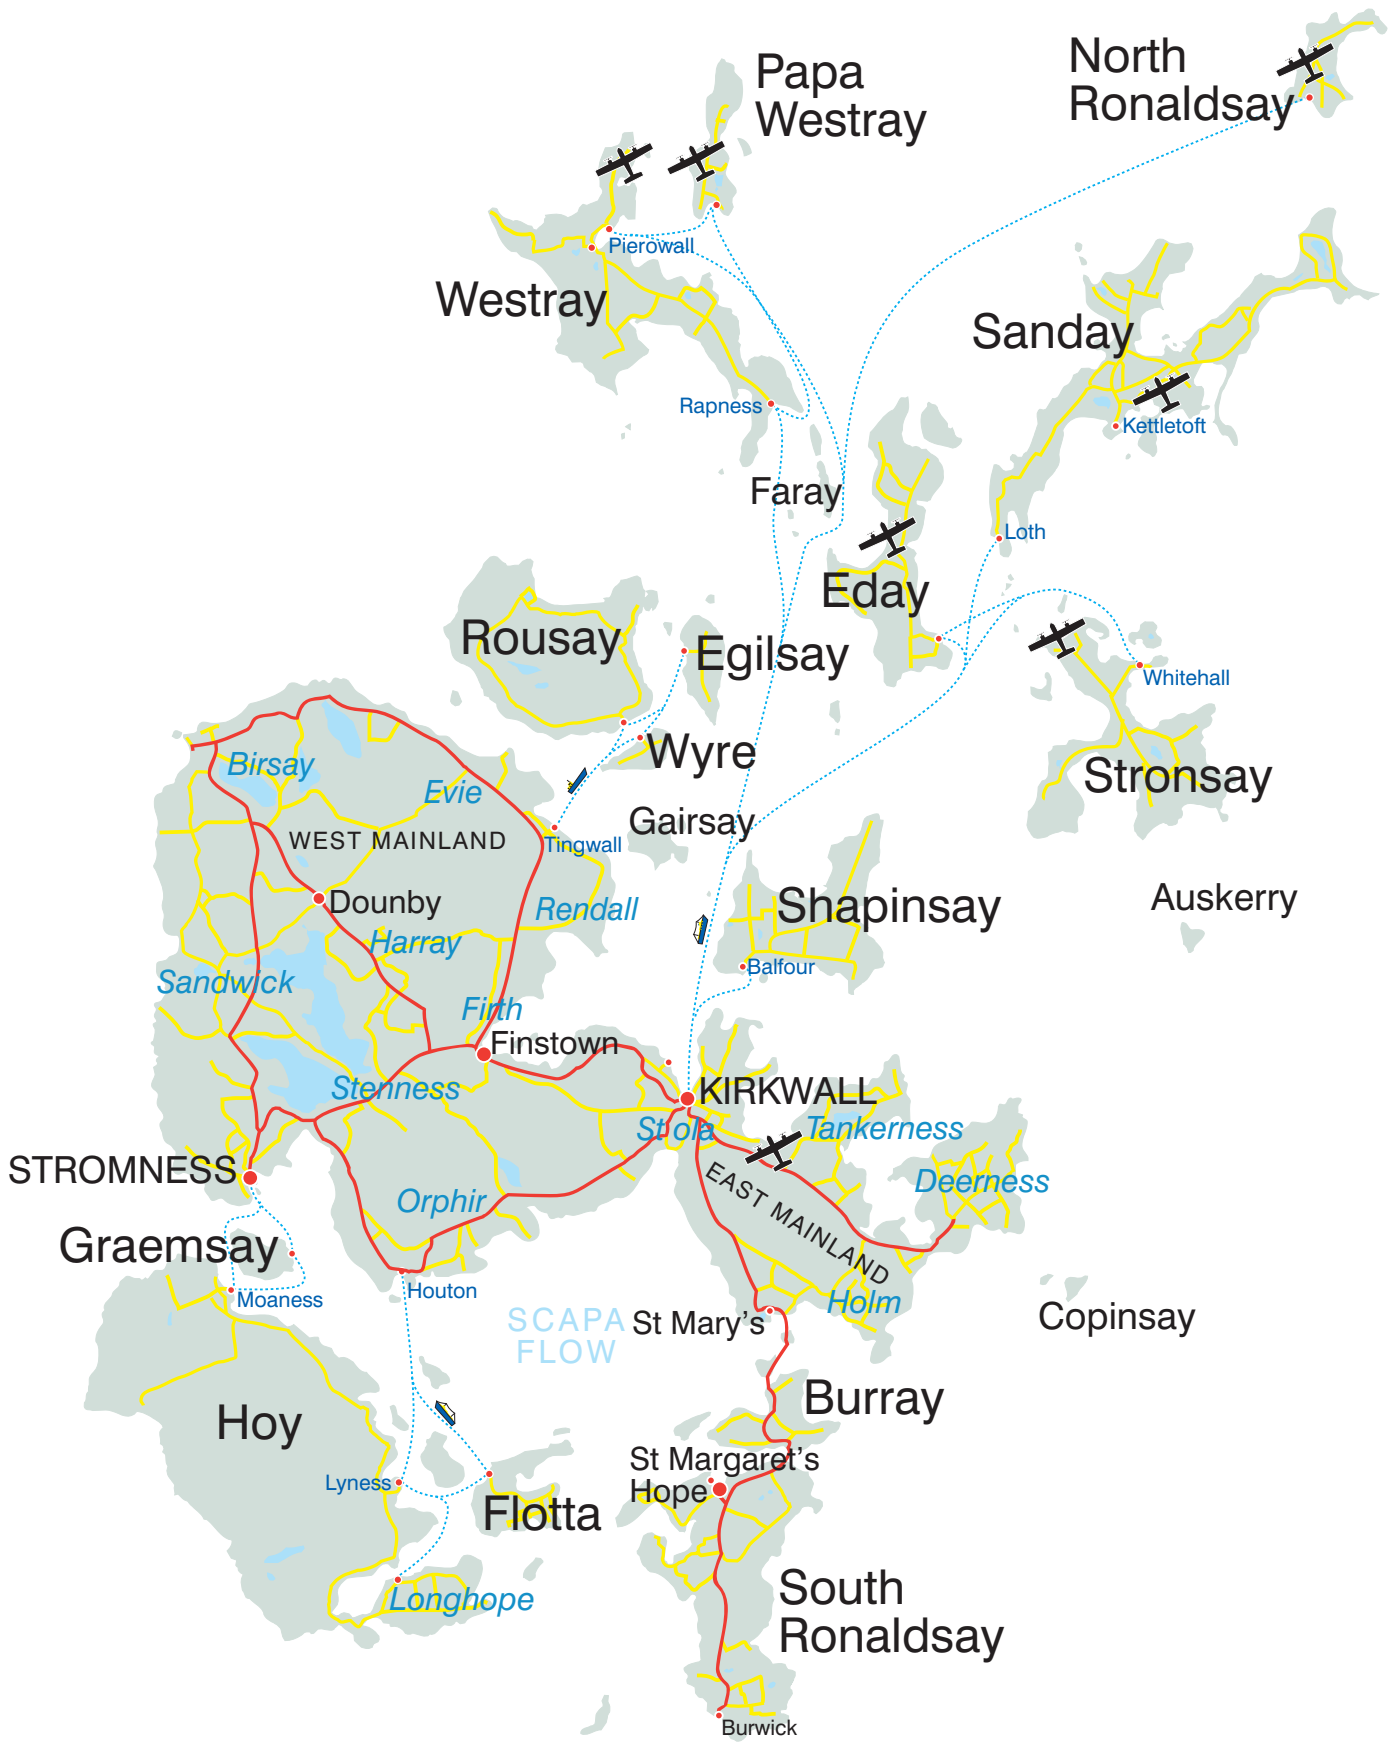 North
Ronaldsay
Papa
Westray
Pierowall
Westray
Sanday
Rapness
Kettletoft
Faray
Loth
Eday
Rousay
Egilsay
Whitehall
Wyre
Stronsay
Birsay
Evie
Gairsay
WEST MAINLAND
Tingwall
Dounby
Rendall
Shapinsay
Auskerry
Harray
Balfour
Sandwick
Firth
Finstown
Stenness
KIRKWALL
St ola
Tankerness
STROMNESS
EAST MAINLAND
Deerness
Orphir
Graemsay
Houton
Moaness
Holm
SCAPA
FLOW
St Mary's
Copinsay
Burray
Hoy
St Margaret's
Hope
Lyness
Flotta
Longhope
South
Ronaldsay
Burwick